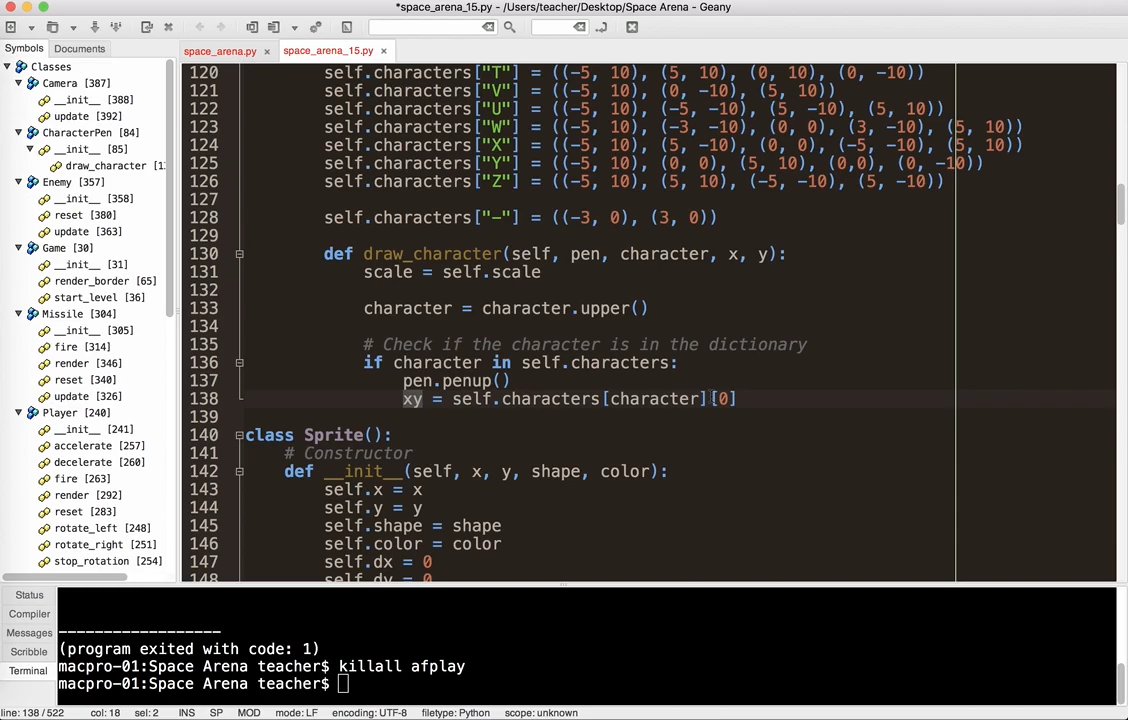 *space_arena_15.py - /Users/teacher/Desktop/Space Arena - Geany
Symbols Documents
space_arena.py × space_arena_15.py ×
Classes
Camera [387]
__init__ [388]
update [392]
CharacterPen [84]
__init__ [85]
draw_character [1
Enemy [357]
__init__ [358]
reset [380]
update [363]
Game [30]
__init__ [31]
render_border [65]
start_level [36]
Missile [304]
__init__ [305]
fire [314]
render [346]
reset [340]
update [326]
Player [240]
__init__ [241]
accelerate [257]
decelerate [260]
fire [263]
render [292]
reset [283]
rotate_left [248]
rotate_right [251]
stop_rotation [254]
120 self.characters["T"] = ((-5, 10), (5, 10), (0, 10), (0, -10))
121 self.characters["V"] = ((-5, 10), (0, -10), (5, 10))
122 self.characters["U"] = ((-5, 10), (-5, -10), (5, -10), (5, 10))
123 self.characters["W"] = ((-5, 10), (-3, -10), (0, 0), (3, -10), (5, 10))
124 self.characters["X"] = ((-5, 10), (5, -10), (0, 0), (-5, -10), (5, 10))
125 self.characters["Y"] = ((-5, 10), (0, 0), (5, 10), (0,0), (0, -10))
126 self.characters["Z"] = ((-5, 10), (5, 10), (-5, -10), (5, -10))
127
128 self.characters["-"] = ((-3, 0), (3, 0))
129
130 def draw_character(self, pen, character, x, y):
131 scale = self.scale
132
133 character = character.upper()
134
135 # Check if the character is in the dictionary
136 if character in self.characters:
137 pen.penup()
138 xy = self.characters[character][0]
139
140 class Sprite():
141 # Constructor
142 def __init__(self, x, y, shape, color):
143 self.x = x
144 self.y = y
145 self.shape = shape
146 self.color = color
147 self.dx = 0
148 self.dy = 0
Status
Compiler
Messages
Scribble
Terminal
------------------
(program exited with code: 1)
macpro-01:Space Arena teacher$ killall afplay
macpro-01:Space Arena teacher$
line: 138 / 522 col: 18 sel: 2 INS SP MOD mode: LF encoding: UTF-8 filetype: Python scope: unknown